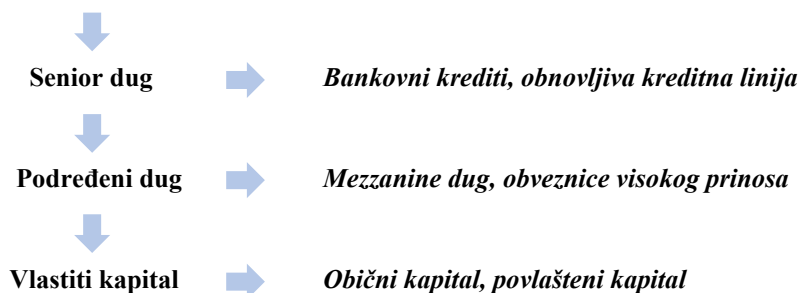 Senior dug Bankovni krediti, obnovljiva kreditna linija
Podređeni dug Mezzanine dug, obveznice visokog prinosa
Vlastiti kapital Obični kapital, povlašteni kapital